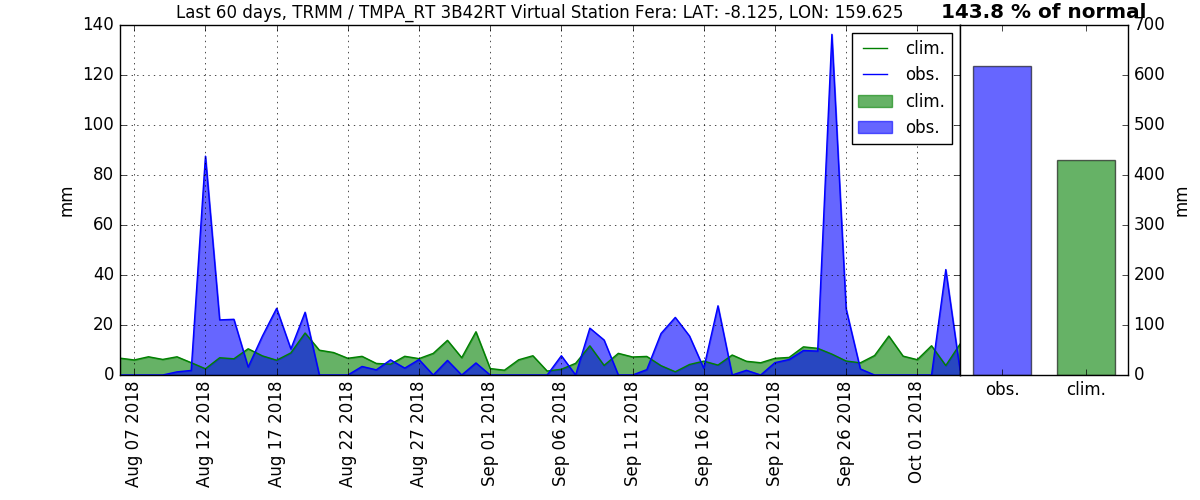 Last 60 days, TRMM / TMPA_RT 3B42RT Virtual Station Fera: LAT: -8.125, LON: 159.625
143.8 % of normal
140
120
100
80
60
40
20
0
mm
clim.
obs.
clim.
obs.
700
600
500
400
300
200
100
0
mm
obs.
clim.
Aug 07 2018
Aug 12 2018
Aug 17 2018
Aug 22 2018
Aug 27 2018
Sep 01 2018
Sep 06 2018
Sep 11 2018
Sep 16 2018
Sep 21 2018
Sep 26 2018
Oct 01 2018